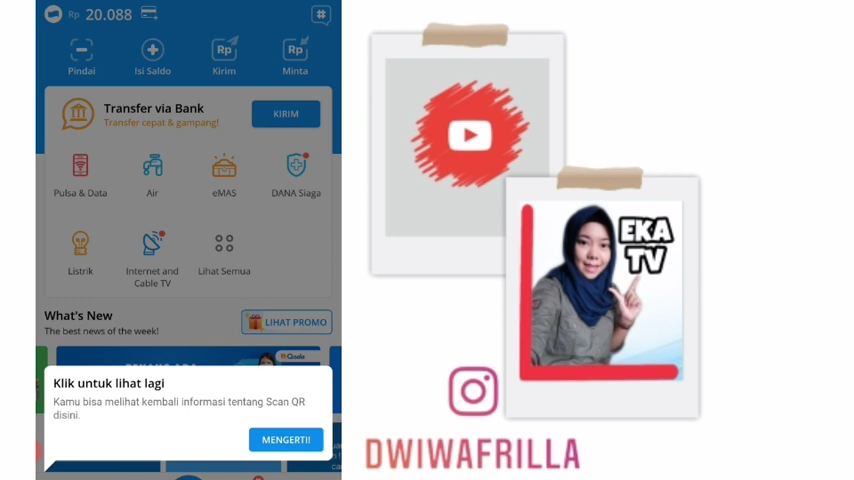 Rp 20.088
Pindai
Isi Saldo
Rp
Kirim
Rp
Minta
Transfer via Bank
Transfer cepat & gampang!
KIRIM
Pulsa & Data
Air
eMAS
DANA Siaga
Listrik
Internet and
Cable TV
Lihat Semua
What's New
The best news of the week!
LIHAT PROMO
Klik untuk lihat lagi
Kamu bisa melihat kembali informasi tentang Scan QR
disini.
MENGERTI!
EKA
TV
DWIWAFRILLA